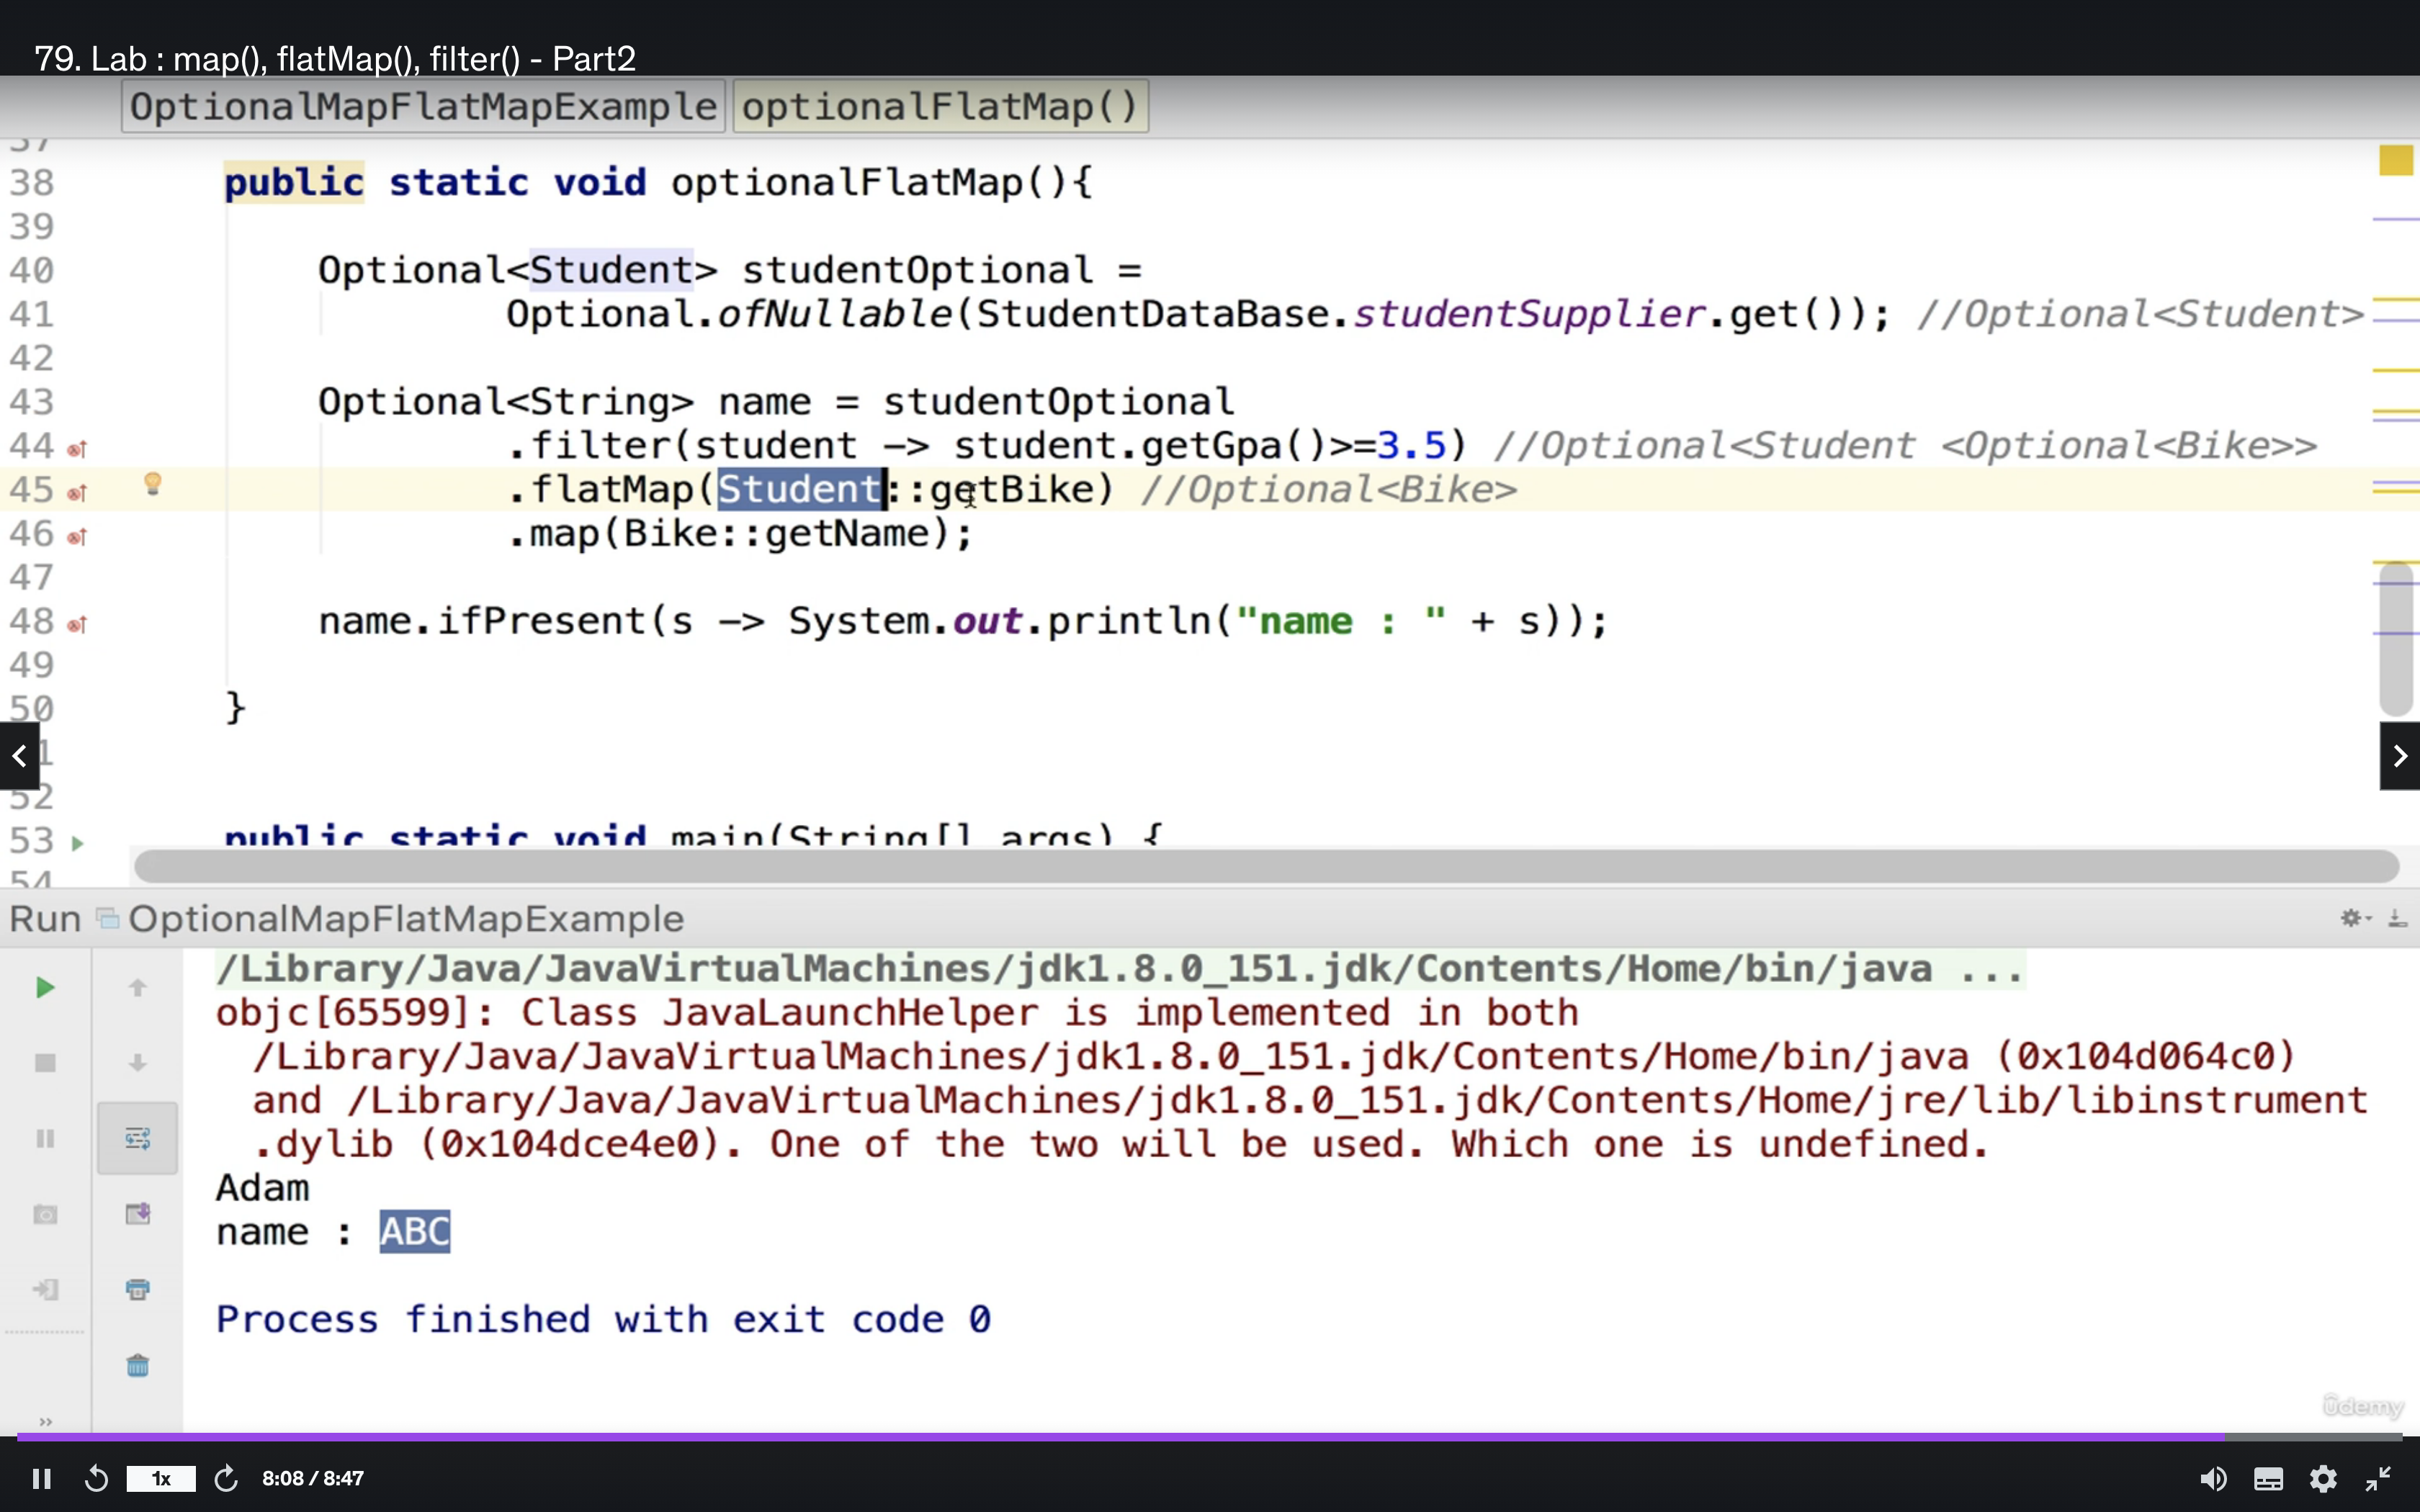 79. Lab : map(), flatMap(), filter() - Part2
OptionalMapFlatMapExample optionalFlatMap()
37
38 public static void optionalFlatMap(){
39
40 Optional<Student> studentOptional =
41 Optional.ofNullable(StudentDataBase.studentSupplier.get()); //Optional<Student>
42
43 Optional<String> name = studentOptional
44 .filter(student -> student.getGpa()>=3.5) //Optional<Student <Optional<Bike>>
45 .flatMap(Student::getBike) //Optional<Bike>
46 .map(Bike::getName);
47
48 name.ifPresent(s -> System.out.println("name : " + s));
49
50 }
1
52
53 public static void main(String[] args) {
54
Run OptionalMapFlatMapExample
/Library/Java/JavaVirtualMachines/jdk1.8.0_151.jdk/Contents/Home/bin/java ...
objc[65599]: Class JavaLaunchHelper is implemented in both
/Library/Java/JavaVirtualMachines/jdk1.8.0_151.jdk/Contents/Home/bin/java (0x104d064c0)
and /Library/Java/JavaVirtualMachines/jdk1.8.0_151.jdk/Contents/Home/jre/lib/libinstrument
.dylib (0x104dce4e0). One of the two will be used. Which one is undefined.
Adam
name : ABC
Process finished with exit code 0
ûdemy
1x 8:08 / 8:47